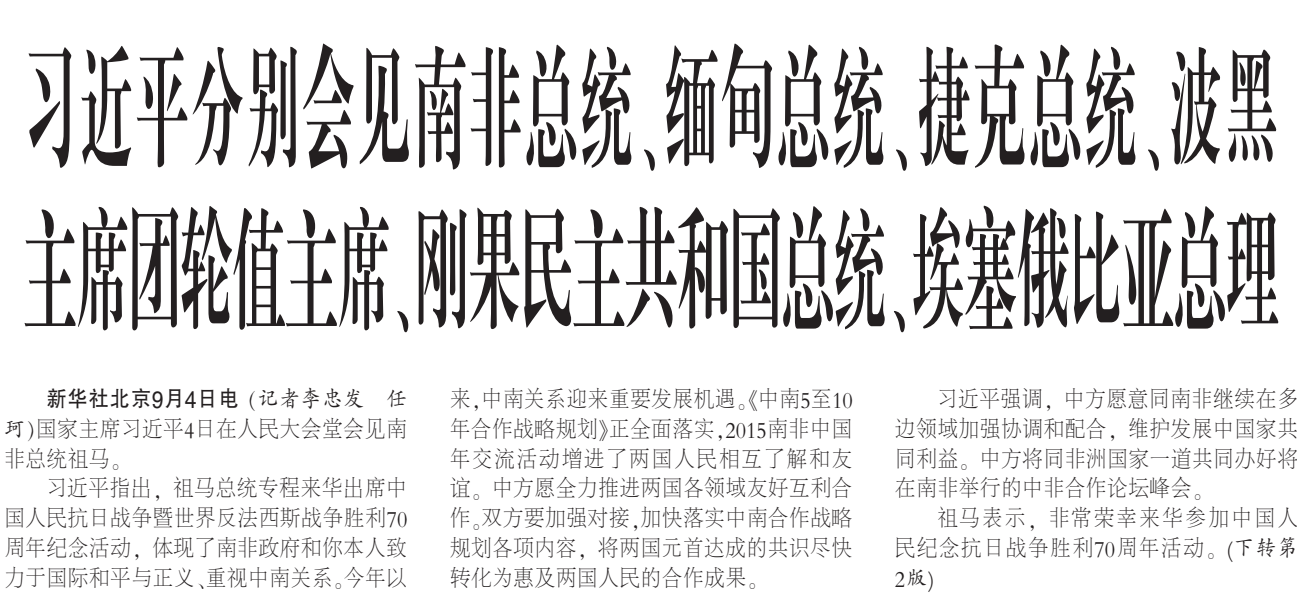 习近平分别会见南非总统、缅甸总统、捷克总统、波黑
主席团轮值主席、刚果民主共和国总统、埃塞俄比亚总理
新华社北京9月4日电 (记者李忠发　任
珂)国家主席习近平4日在人民大会堂会见南
非总统祖马。
习近平指出，祖马总统专程来华出席中
国人民抗日战争暨世界反法西斯战争胜利70
周年纪念活动，体现了南非政府和你本人致
力于国际和平与正义、重视中南关系。今年以
来,中南关系迎来重要发展机遇。《中南5至10
年合作战略规划》正全面落实,2015南非中国
年交流活动增进了两国人民相互了解和友
谊。中方愿全力推进两国各领域友好互利合
作。双方要加强对接,加快落实中南合作战略
规划各项内容，将两国元首达成的共识尽快
转化为惠及两国人民的合作成果。
习近平强调，中方愿意同南非继续在多
边领域加强协调和配合，维护发展中国家共
同利益。中方将同非洲国家一道共同办好将
在南非举行的中非合作论坛峰会。
祖马表示，非常荣幸来华参加中国人
民纪念抗日战争胜利70周年活动。(下转第
2版)